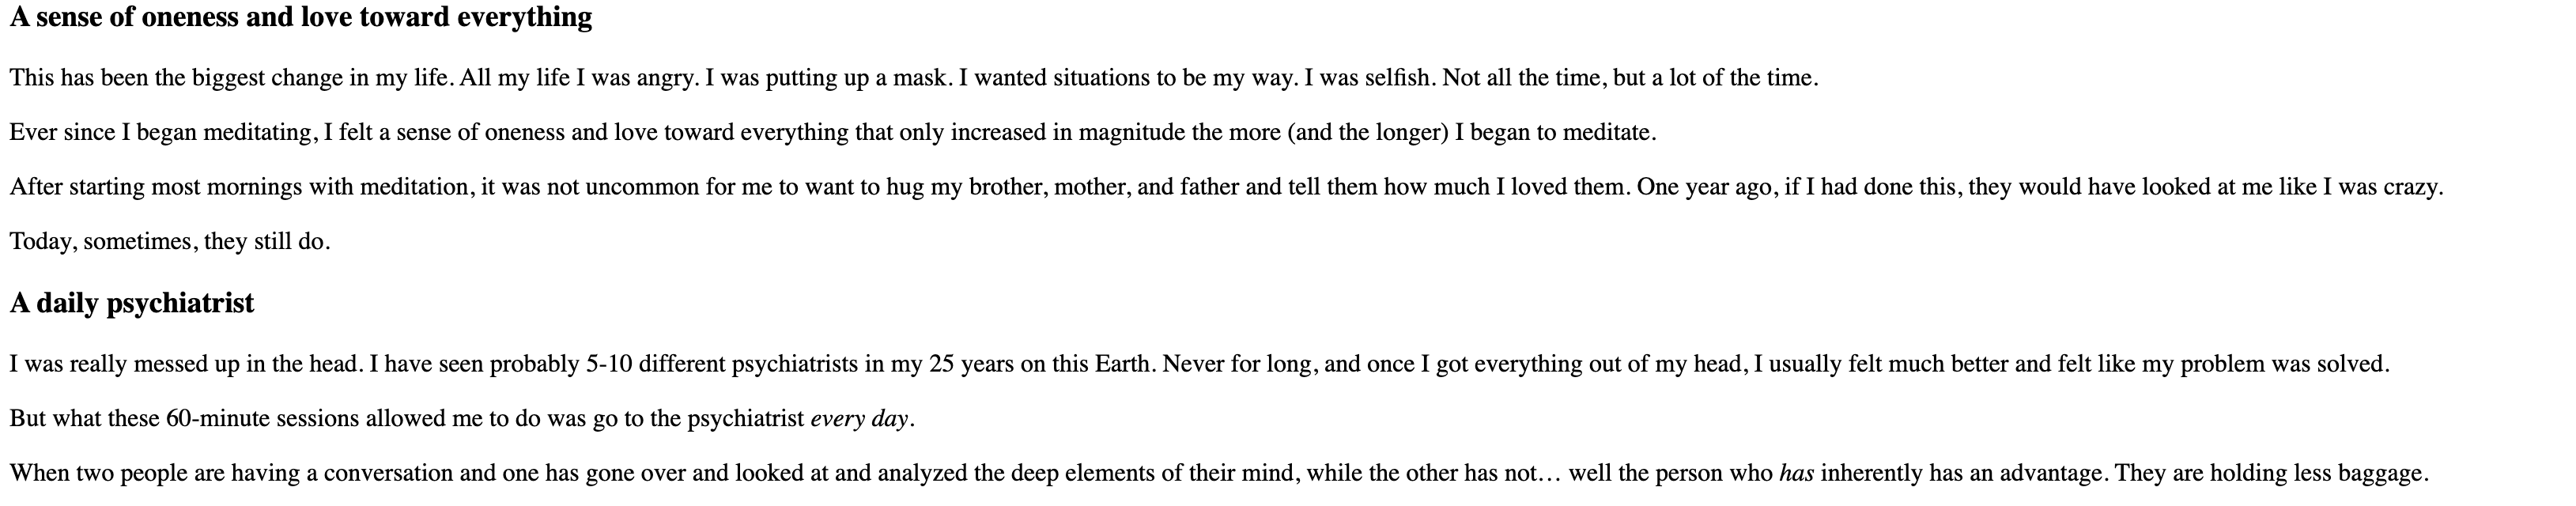 A sense of oneness and love toward everything
This has been the biggest change in my life. All my life I was angry. I was putting up a mask. I wanted situations to be my way. I was selfish. Not all the time, but a lot of the time.
Ever since I began meditating, I felt a sense of oneness and love toward everything that only increased in magnitude the more (and the longer) I began to meditate.
After starting most mornings with meditation, it was not uncommon for me to want to hug my brother, mother, and father and tell them how much I loved them. One year ago, if I had done this, they would have looked at me like I was crazy.
Today, sometimes, they still do.
A daily psychiatrist
I was really messed up in the head. I have seen probably 5-10 different psychiatrists in my 25 years on this Earth. Never for long, and once I got everything out of my head, I usually felt much better and felt like my problem was solved.
But what these 60-minute sessions allowed me to do was go to the psychiatrist every day.
When two people are having a conversation and one has gone over and looked at and analyzed the deep elements of their mind, while the other has not… well the person who has inherently has an advantage. They are holding less baggage.